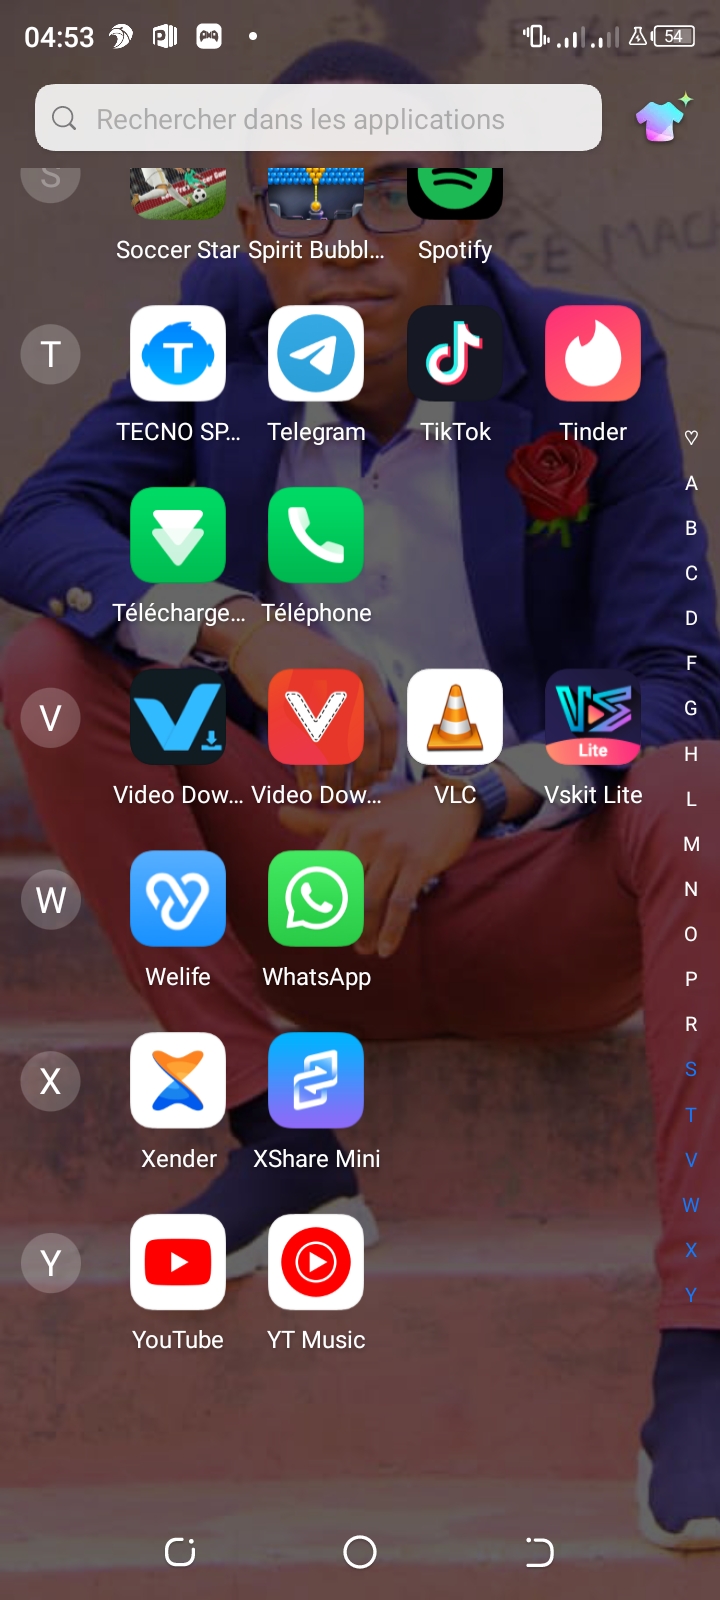 04:53
54
Rechercher dans les applications
S
Soccer Star
Spirit Bubbl...
Spotify
T
TECNO SP...
Telegram
TikTok
Tinder
Télécharge...
Téléphone
V
Video Dow...
Video Dow...
VLC
Lite
Vskit Lite
W
Welife
WhatsApp
X
Xender
XShare Mini
Y
YouTube
YT Music
A
B
C
D
F
G
H
L
M
N
O
P
R
S
T
V
W
X
Y